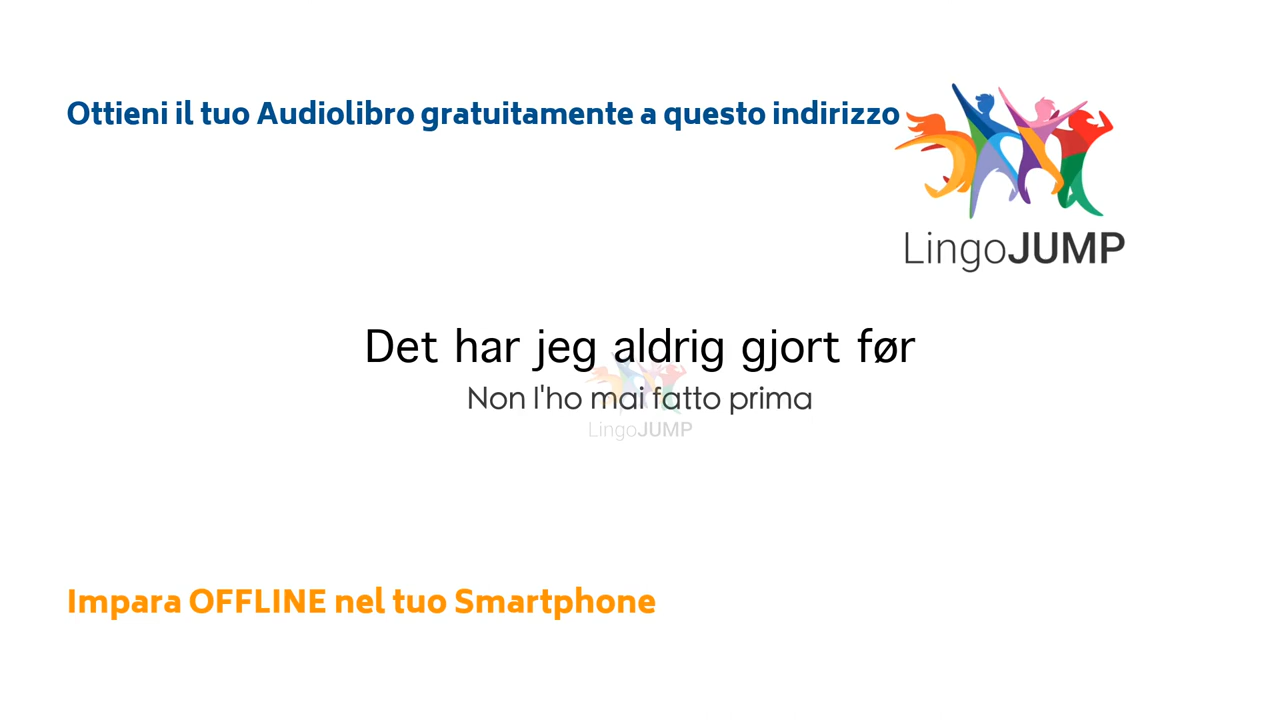 Ottieni il tuo Audiolibro gratuitamente a questo indirizzo
LingoJUMP
Det har jeg aldrig gjort før
Non l'ho mai fatto prima
LingoJUMP
Impara OFFLINE nel tuo Smartphone